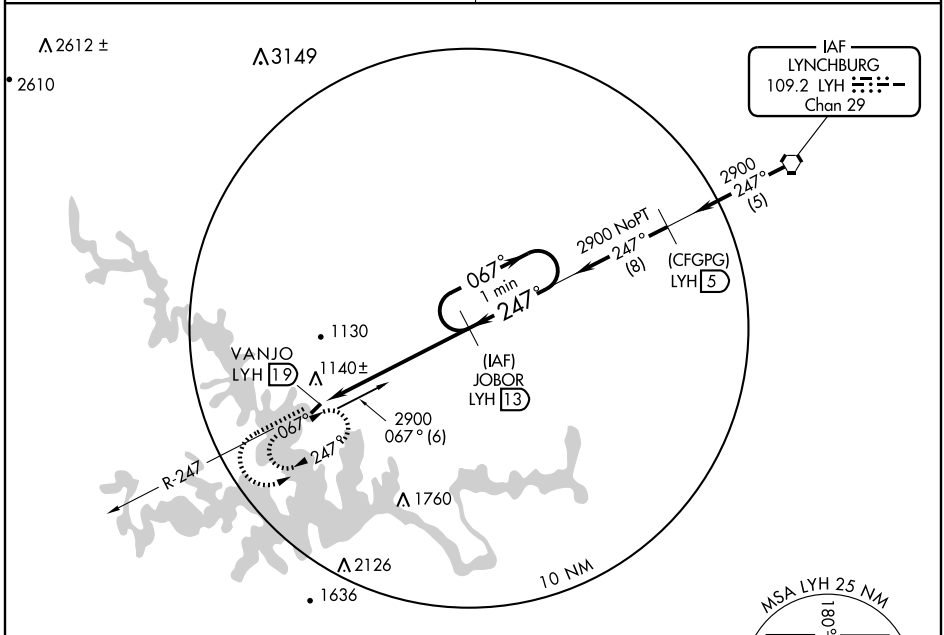 2612 ±
2610
3149
IAF
LYNCHBURG
109.2 LYH
Chan 29
2900
247°
(5)
2900 NoPT
247°
(8)
(CFGPG)
LYH 5
067°
1 min
247°
(IAF)
JOBOR
LYH 13
1130
VANJO
LYH 19
1140±
2900
067° (6)
067°
247°
R-247
1760
2126
1636
10 NM
MSA LYH 25 NM
180°